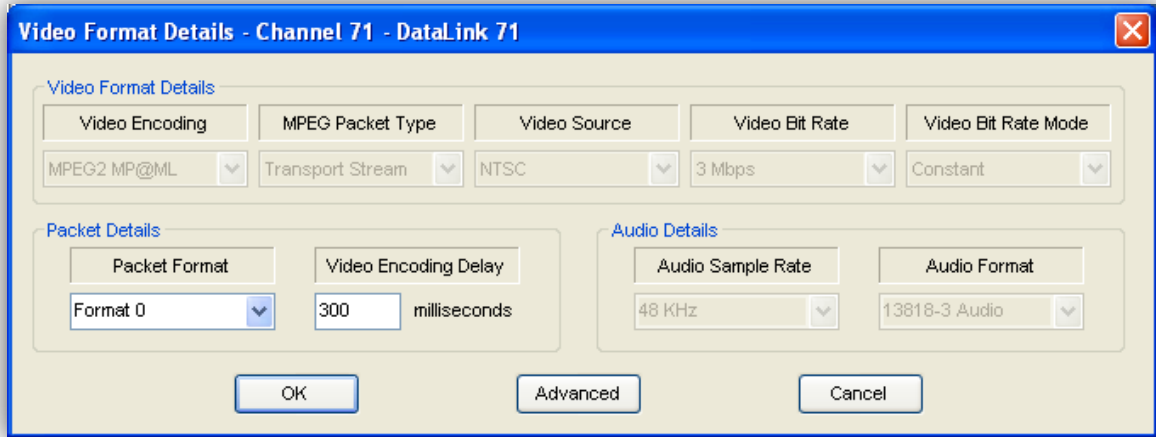 Video Format Details - Channel 71 - DataLink 71
Video Format Details
Video Encoding MPEG Packet Type Video Source Video Bit Rate Video Bit Rate Mode
MPEG2 MP@ML Transport Stream NTSC 3 Mbps Constant
Packet Details
Packet Format Video Encoding Delay
Format 0 300 milliseconds
Audio Details
Audio Sample Rate Audio Format
48 KHz 13818-3 Audio
OK Advanced Cancel